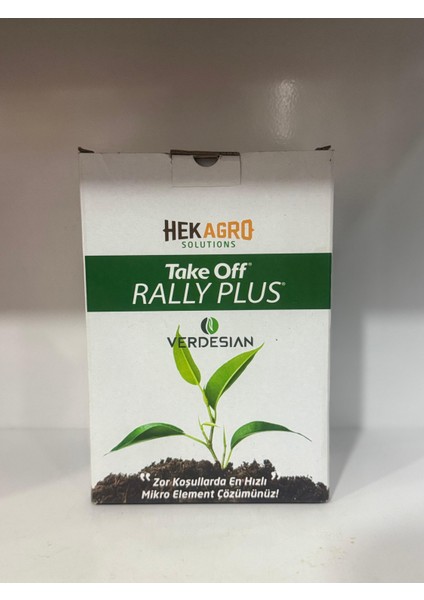 HEKAGRO
SOLUTIONS
Take Off®
RALLY PLUS®
VERDESIAN
"Zor Koşullarda En Hızlı
Mikro Element Çözümünüz!"